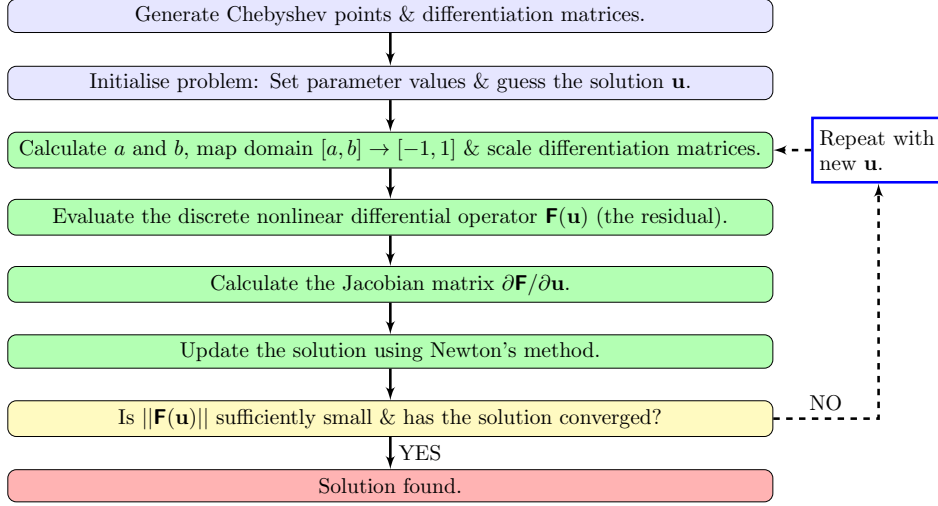 Generate Chebyshev points & differentiation matrices.
Initialise problem: Set parameter values & guess the solution u.
Calculate a and b, map domain [a, b] → [−1, 1] & scale differentiation matrices.
Repeat with
new u.
Evaluate the discrete nonlinear differential operator F(u) (the residual).
Calculate the Jacobian matrix ∂F/∂u.
Update the solution using Newton's method.
Is ||F(u)|| sufficiently small & has the solution converged?
NO
YES
Solution found.